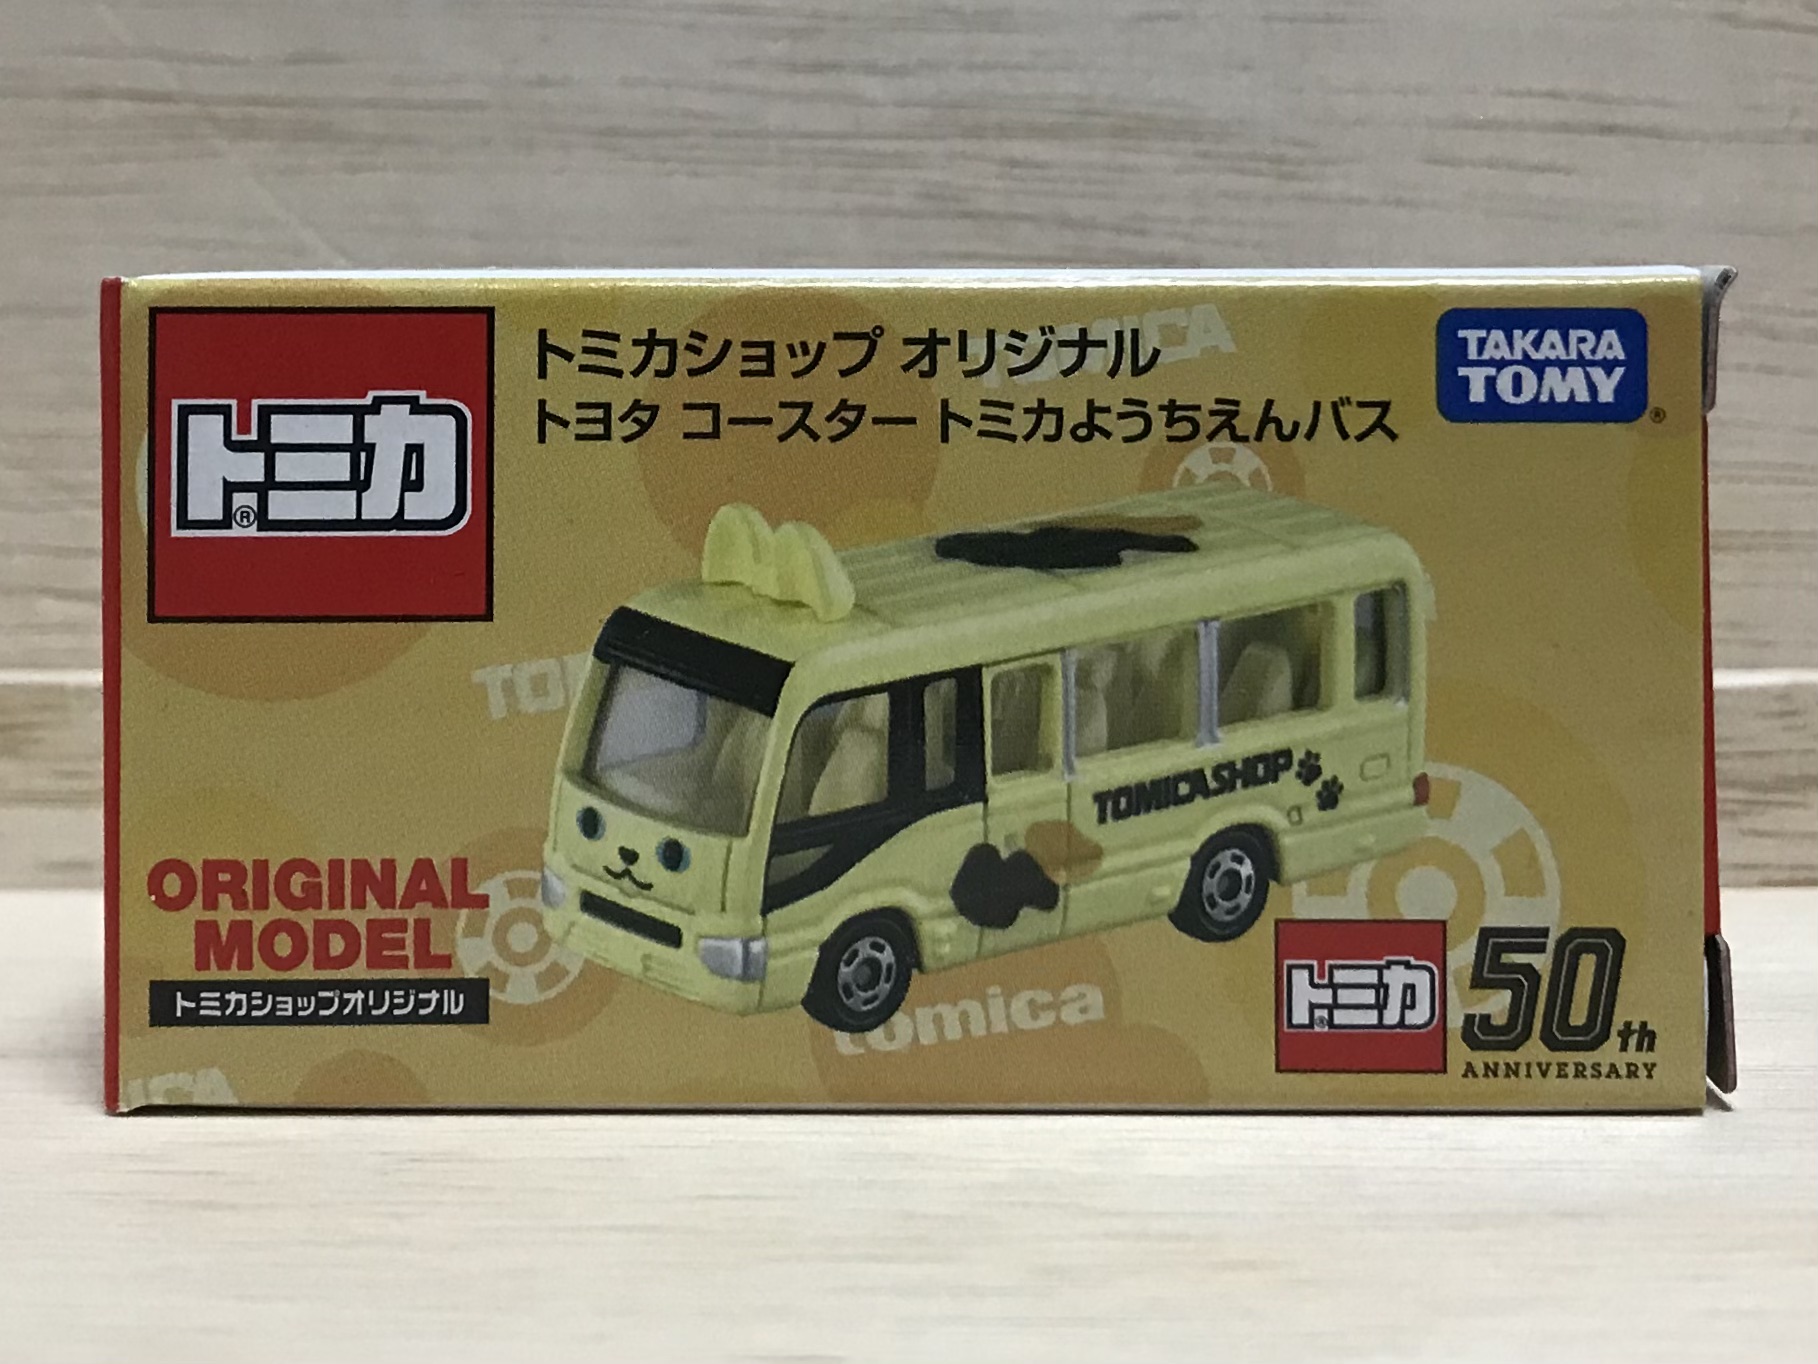 トミカ®
トミカショップ オリジナル
トヨタ コースター トミカようちえんバス
TAKARA
TOMY
®
TOMICA
TOMICASHOP
ORIGINAL
MODEL
トミカショップオリジナル
tomica
トミカ®
50th
ANNIVERSARY